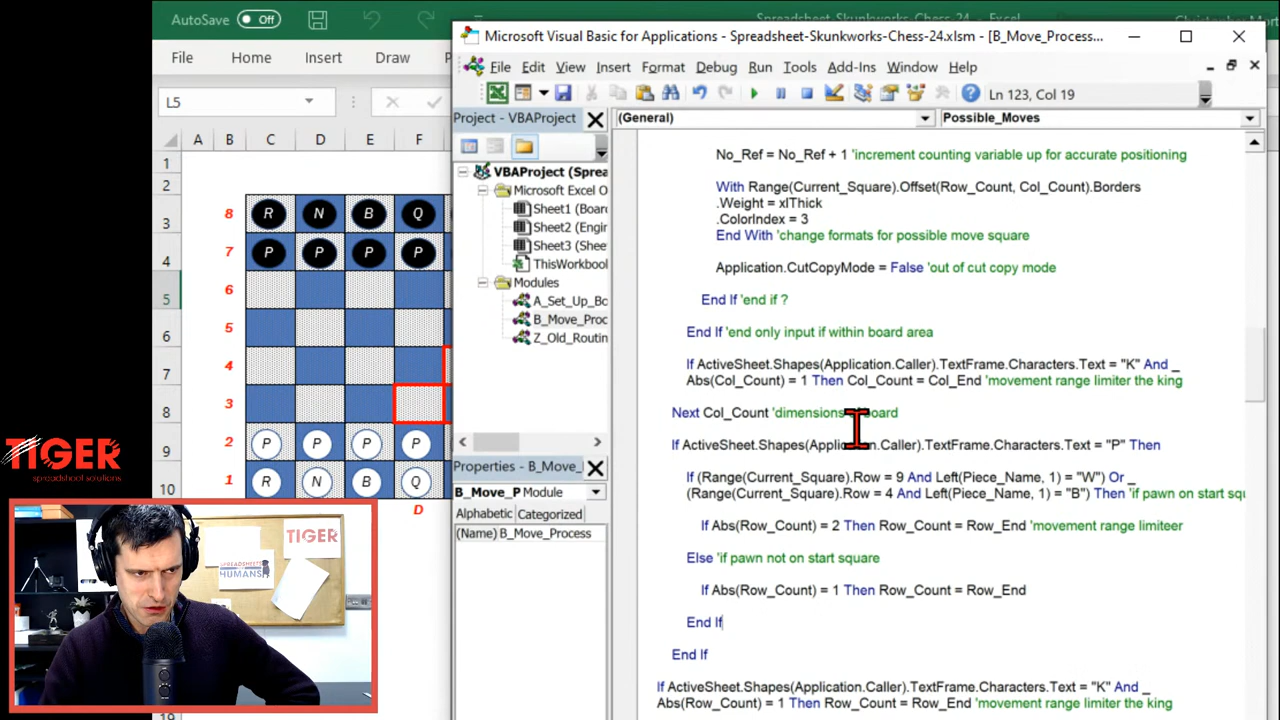 AutoSave Off
Spreadsheet-Skunkworks-Chess-24 - Excel
Microsoft Visual Basic for Applications - Spreadsheet-Skunkworks-Chess-24.xlsm - [B_Move_Process...
File Home Insert Draw
File Edit View Insert Format Debug Run Tools Add-Ins Window Help
L5
Ln 123, Col 19
Project - VBAProject
(General)
Possible_Moves
A B C D E F
1
2
3
4
5
6
7
8
9
10
8
7
6
5
4
3
2
1
R N B Q
P P P P
P P P P
R N B Q
D
VBAProject (Sprea
Microsoft Excel O
Sheet1 (Boar
Sheet2 (Engir
Sheet3 (Shee
ThisWorkbool
Modules
A_Set_Up_Bc
B_Move_Proc
Z_Old_Routin
Properties - B_Move_
B_Move_P Module
Alphabetic Categorized
(Name) B_Move_Process
No_Ref = No_Ref + 1 'increment counting variable up for accurate positioning
With Range(Current_Square).Offset(Row_Count, Col_Count).Borders
.Weight = xlThick
.ColorIndex = 3
End With 'change formats for possible move square
Application.CutCopyMode = False 'out of cut copy mode
End If 'end if ?
End If 'end only input if within board area
If ActiveSheet.Shapes(Application.Caller).TextFrame.Characters.Text = "K" And _
Abs(Col_Count) = 1 Then Col_Count = Col_End 'movement range limiter the king
Next Col_Count 'dimensions board
If ActiveSheet.Shapes(Application.Caller).TextFrame.Characters.Text = "P" Then
If (Range(Current_Square).Row = 9 And Left(Piece_Name, 1) = "W") Or _
(Range(Current_Square).Row = 4 And Left(Piece_Name, 1) = "B") Then 'if pawn on start squ
If Abs(Row_Count) = 2 Then Row_Count = Row_End 'movement range limiteer
Else 'if pawn not on start square
If Abs(Row_Count) = 1 Then Row_Count = Row_End
End If
End If
If ActiveSheet.Shapes(Application.Caller).TextFrame.Characters.Text = "K" And _
Abs(Row_Count) = 1 Then Row_Count = Row_End 'movement range limiter the king
TIGER
spreadsheet solutions
TIGER
SPREADSHEETS
HUMANS